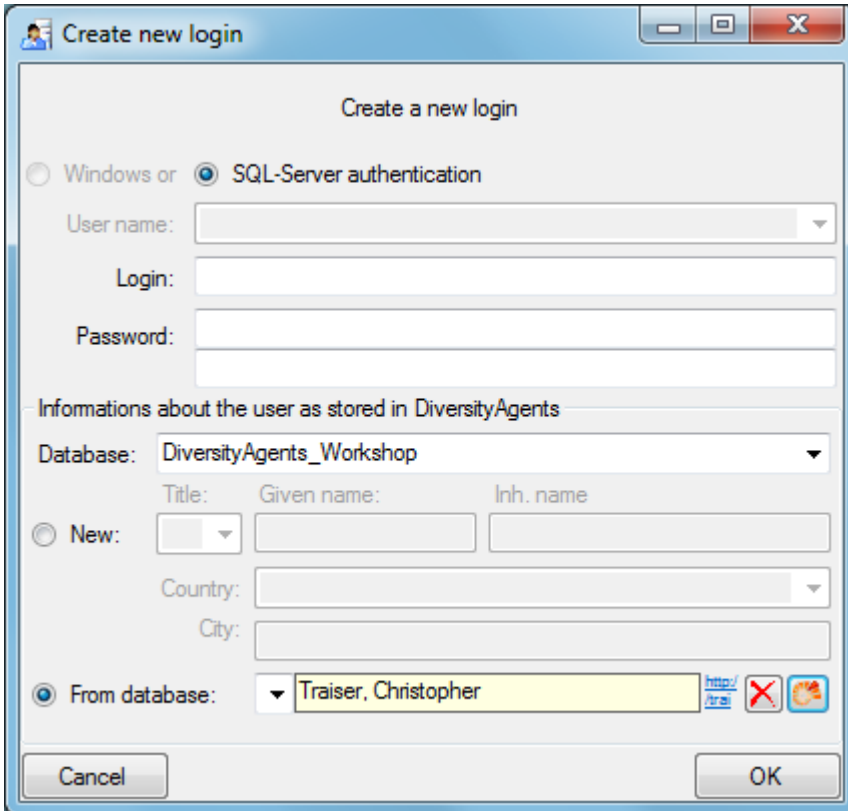 Create new login
Create a new login
Windows or SQL-Server authentication
User name:
Login:
Password:
Informations about the user as stored in DiversityAgents
Database: DiversityAgents_Workshop
Title: Given name: Inh. name
New:
Country:
City:
From database: Traiser, Christopher
http:/
/trai
Cancel OK